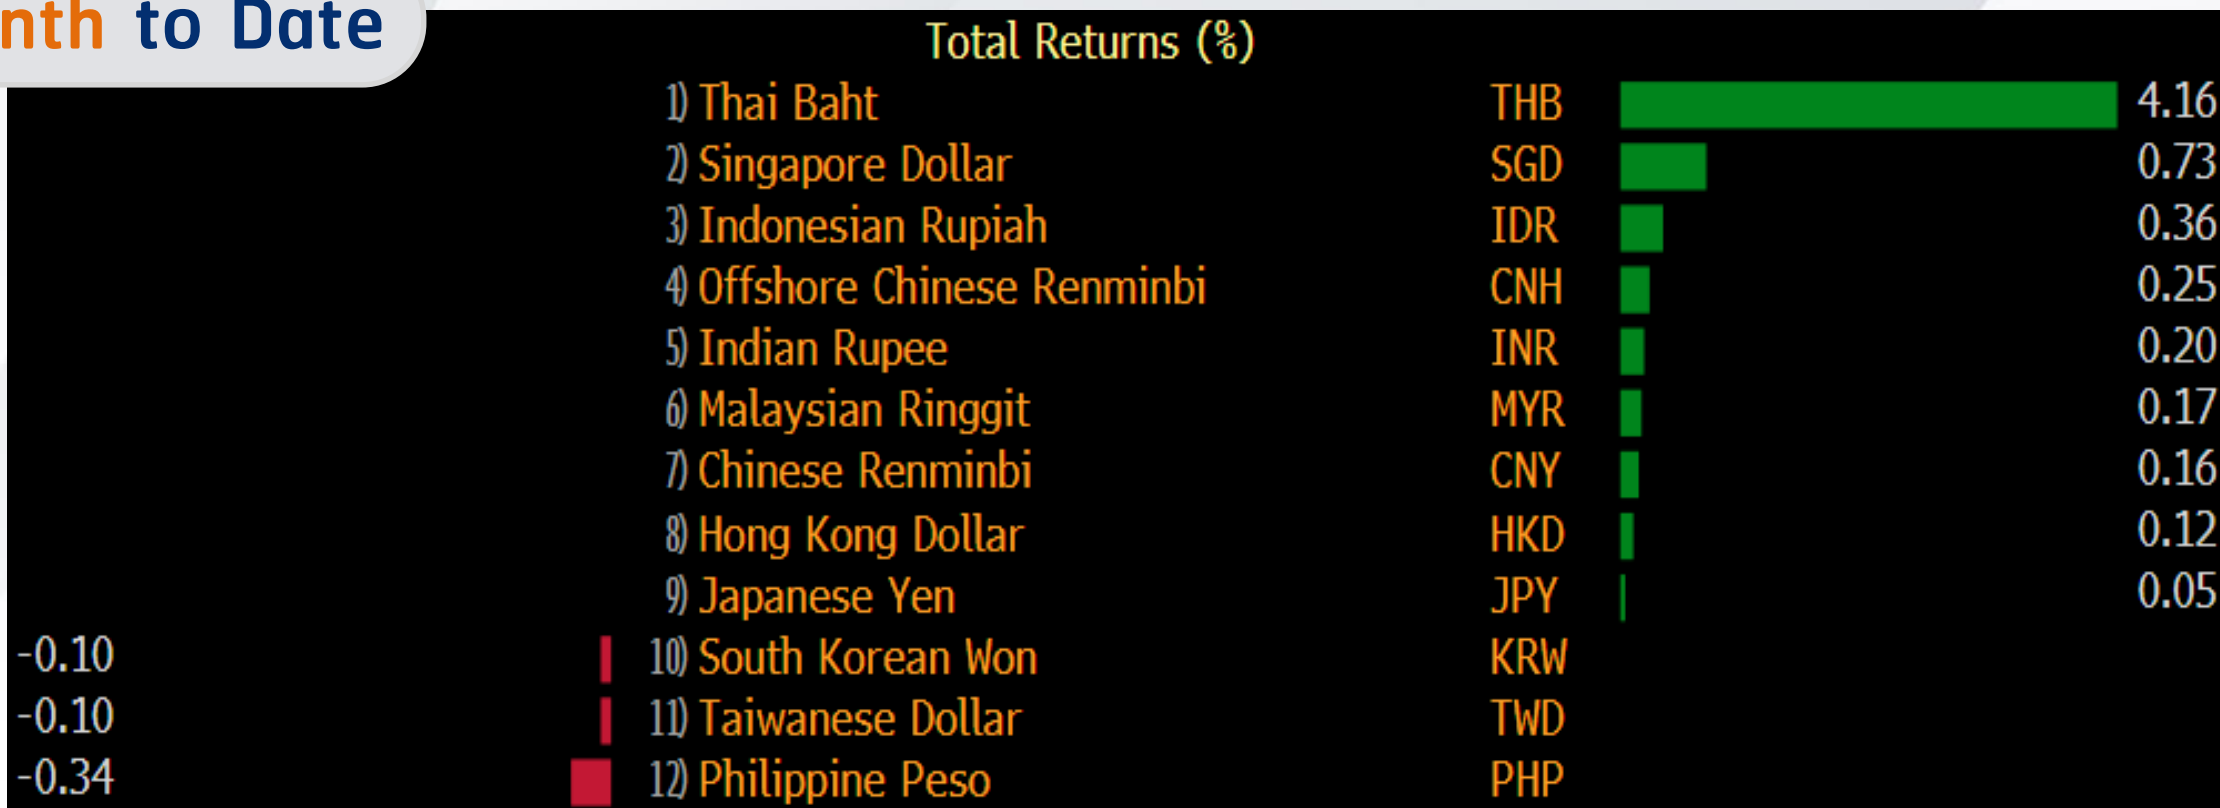 nth to Date
Total Returns (%)
1) Thai Baht THB 4.16
2) Singapore Dollar SGD 0.73
3) Indonesian Rupiah IDR 0.36
4) Offshore Chinese Renminbi CNH 0.25
5) Indian Rupee INR 0.20
6) Malaysian Ringgit MYR 0.17
7) Chinese Renminbi CNY 0.16
8) Hong Kong Dollar HKD 0.12
9) Japanese Yen JPY 0.05
-0.10 10) South Korean Won KRW
-0.10 11) Taiwanese Dollar TWD
-0.34 12) Philippine Peso PHP